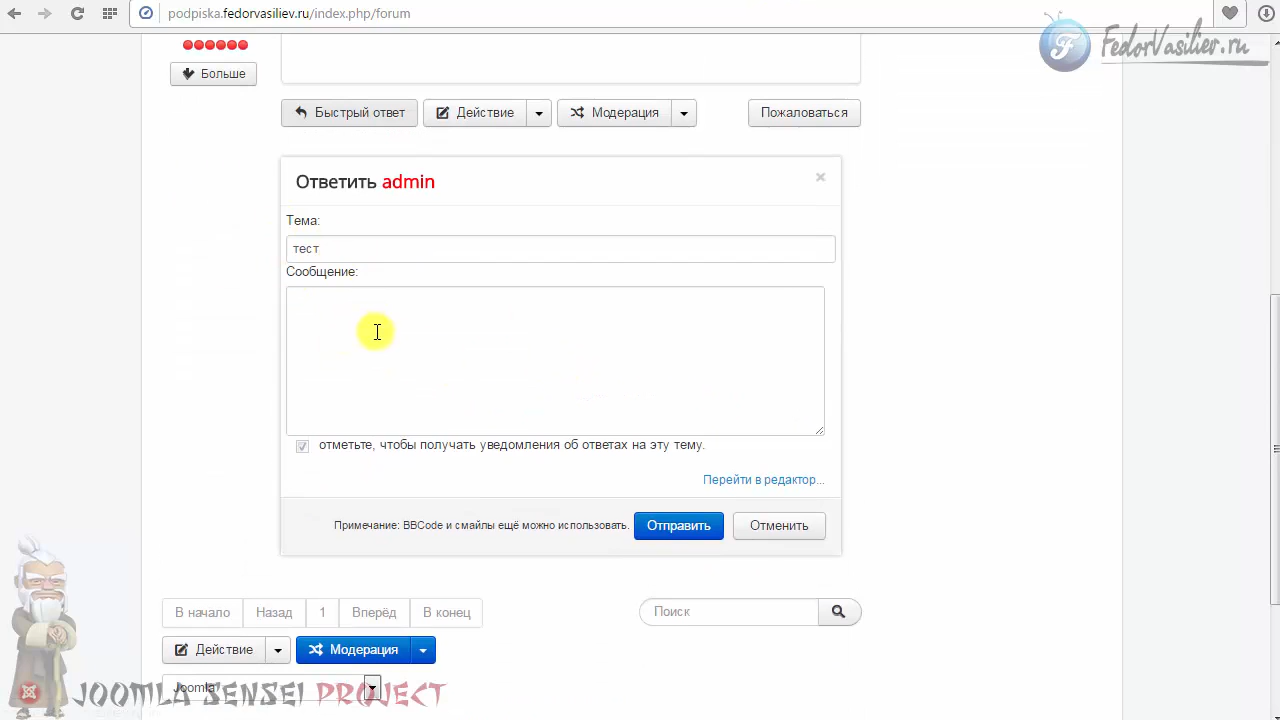 podpiska.fedorvasiliev.ru/index.php/forum
FedorVasiliev.ru
Больше
Быстрый ответ
Действие
Модерация
Пожаловаться
Ответить admin
×
Тема:
тест
Сообщение:
отметьте, чтобы получать уведомления об ответах на эту тему.
Перейти в редактор...
Примечание: BBCode и смайлы ещё можно использовать.
Отправить
Отменить
В начало
Назад
1
Вперёд
В конец
Поиск
Действие
Модерация
Joomla!
JOOMLA SENSEI PROJECT